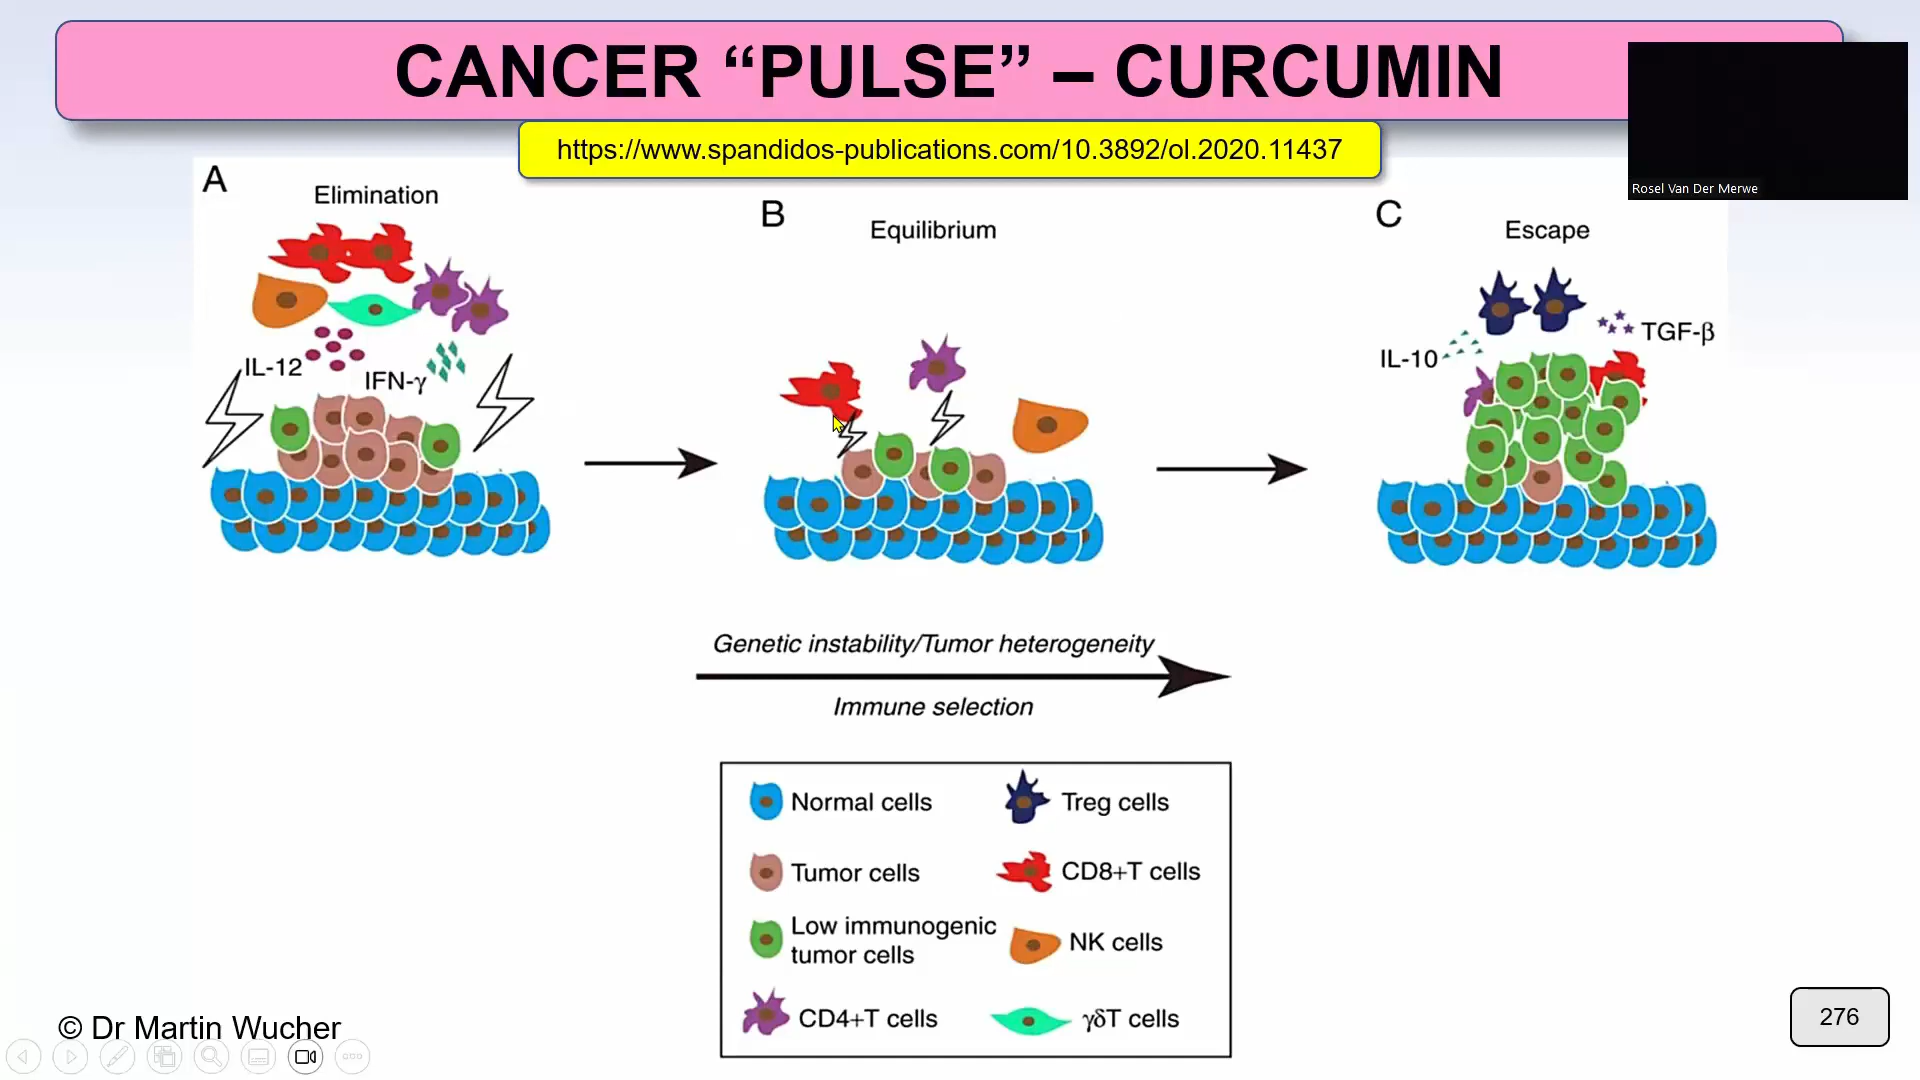 CANCER “PULSE” – CURCUMIN
https://www.spandidos-publications.com/10.3892/ol.2020.11437
Rosel Van Der Merwe
A
Elimination
IL-12
IFN-γ
B
Equilibrium
C
Escape
IL-10
TGF-β
Genetic instability/Tumor heterogeneity
Immune selection
Normal cells
Treg cells
Tumor cells
CD8+T cells
Low immunogenic
tumor cells
NK cells
CD4+T cells
γδT cells
© Dr Martin Wucher
276